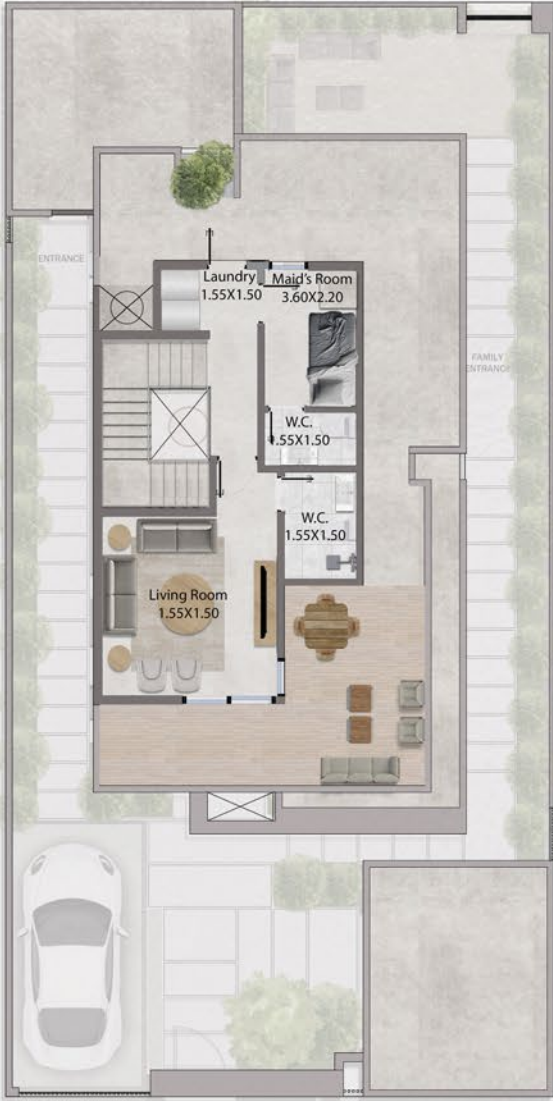 ENTRANCE
Laundry
1.55X1.50
Maid's Room
3.60X2.20
FAMILY
ENTRANCE
W.C.
1.55X1.50
W.C.
1.55X1.50
Living Room
1.55X1.50